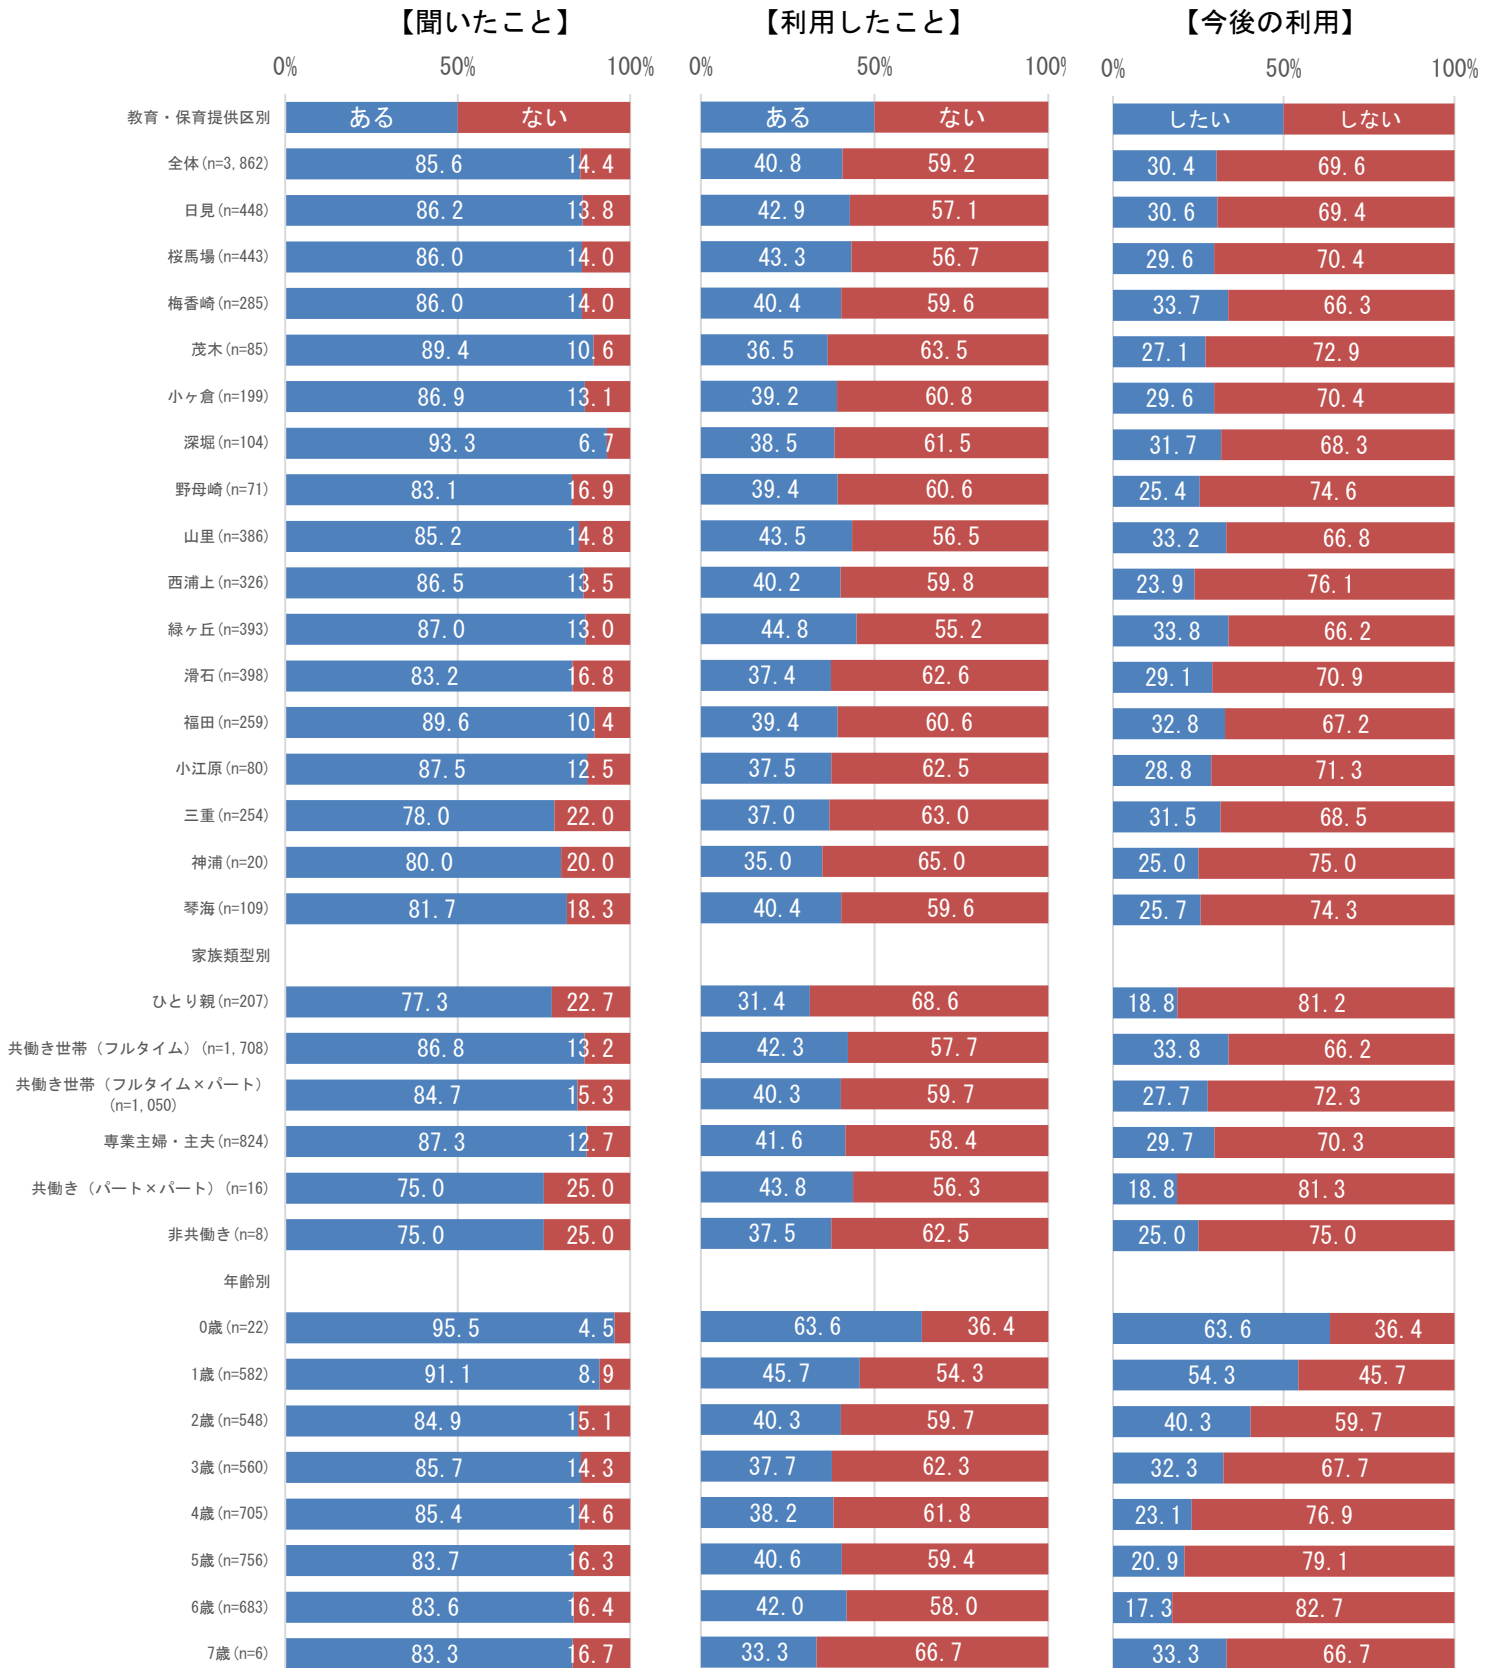 【聞いたこと】 【利用したこと】 【今後の利用】
0% 50% 100% 0% 50% 100% 0% 50% 100%
教育・保育提供区別 ある ない ある ない したい しない
全体(n=3,862) 85.6 14.4 40.8 59.2 30.4 69.6
日見(n=448) 86.2 13.8 42.9 57.1 30.6 69.4
桜馬場(n=443) 86.0 14.0 43.3 56.7 29.6 70.4
梅香崎(n=285) 86.0 14.0 40.4 59.6 33.7 66.3
茂木(n=85) 89.4 10.6 36.5 63.5 27.1 72.9
小ヶ倉(n=199) 86.9 13.1 39.2 60.8 29.6 70.4
深堀(n=104) 93.3 6.7 38.5 61.5 31.7 68.3
野母崎(n=71) 83.1 16.9 39.4 60.6 25.4 74.6
山里(n=386) 85.2 14.8 43.5 56.5 33.2 66.8
西浦上(n=326) 86.5 13.5 40.2 59.8 23.9 76.1
緑ヶ丘(n=393) 87.0 13.0 44.8 55.2 33.8 66.2
滑石(n=398) 83.2 16.8 37.4 62.6 29.1 70.9
福田(n=259) 89.6 10.4 39.4 60.6 32.8 67.2
小江原(n=80) 87.5 12.5 37.5 62.5 28.8 71.3
三重(n=254) 78.0 22.0 37.0 63.0 31.5 68.5
神浦(n=20) 80.0 20.0 35.0 65.0 25.0 75.0
琴海(n=109) 81.7 18.3 40.4 59.6 25.7 74.3
家族類型別
ひとり親(n=207) 77.3 22.7 31.4 68.6 18.8 81.2
共働き世帯（フルタイム）(n=1,708) 86.8 13.2 42.3 57.7 33.8 66.2
共働き世帯（フルタイム×パート）
(n=1,050) 84.7 15.3 40.3 59.7 27.7 72.3
専業主婦・主夫(n=824) 87.3 12.7 41.6 58.4 29.7 70.3
共働き（パート×パート）(n=16) 75.0 25.0 43.8 56.3 18.8 81.3
非共働き(n=8) 75.0 25.0 37.5 62.5 25.0 75.0
年齢別
0歳(n=22) 95.5 4.5 63.6 36.4 63.6 36.4
1歳(n=582) 91.1 8.9 45.7 54.3 54.3 45.7
2歳(n=548) 84.9 15.1 40.3 59.7 40.3 59.7
3歳(n=560) 85.7 14.3 37.7 62.3 32.3 67.7
4歳(n=705) 85.4 14.6 38.2 61.8 23.1 76.9
5歳(n=756) 83.7 16.3 40.6 59.4 20.9 79.1
6歳(n=683) 83.6 16.4 42.0 58.0 17.3 82.7
7歳(n=6) 83.3 16.7 33.3 66.7 33.3 66.7